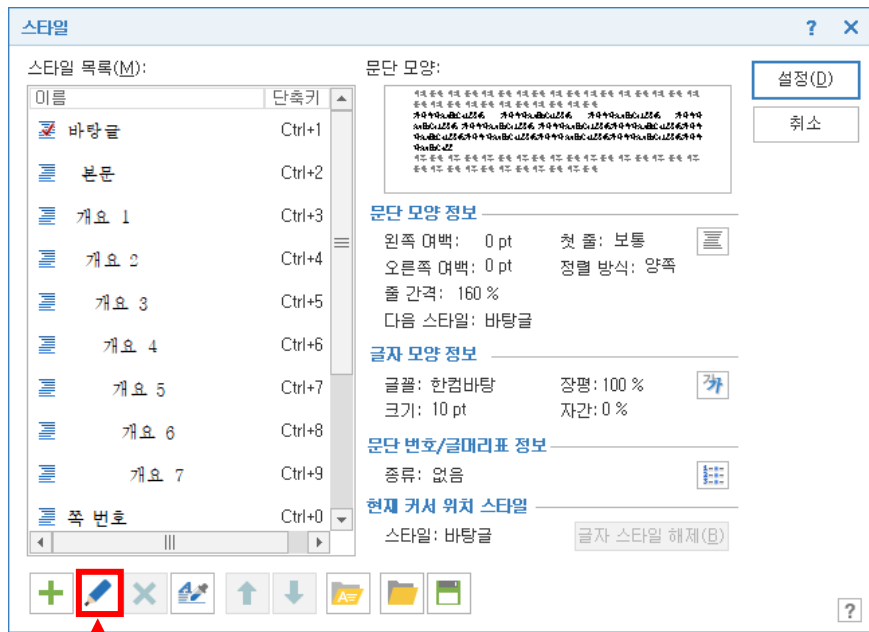 스타일
스타일 목록(M):
이름 단축키
바탕글 Ctrl+1
본문 Ctrl+2
개요 1 Ctrl+3
개요 2 Ctrl+4
개요 3 Ctrl+5
개요 4 Ctrl+6
개요 5 Ctrl+7
개요 6 Ctrl+8
개요 7 Ctrl+9
쪽 번호 Ctrl+0
문단 모양:
문단 모양 정보
왼쪽 여백: 0 pt 첫 줄: 보통
오른쪽 여백: 0 pt 정렬 방식: 양쪽
줄 간격: 160 %
다음 스타일: 바탕글
글자 모양 정보
글꼴: 한컴바탕 장평: 100 %
크기: 10 pt 자간: 0 %
문단 번호/글머리표 정보
종류: 없음
현재 커서 위치 스타일
스타일: 바탕글 글자 스타일 해제(B)
설정(D)
취소